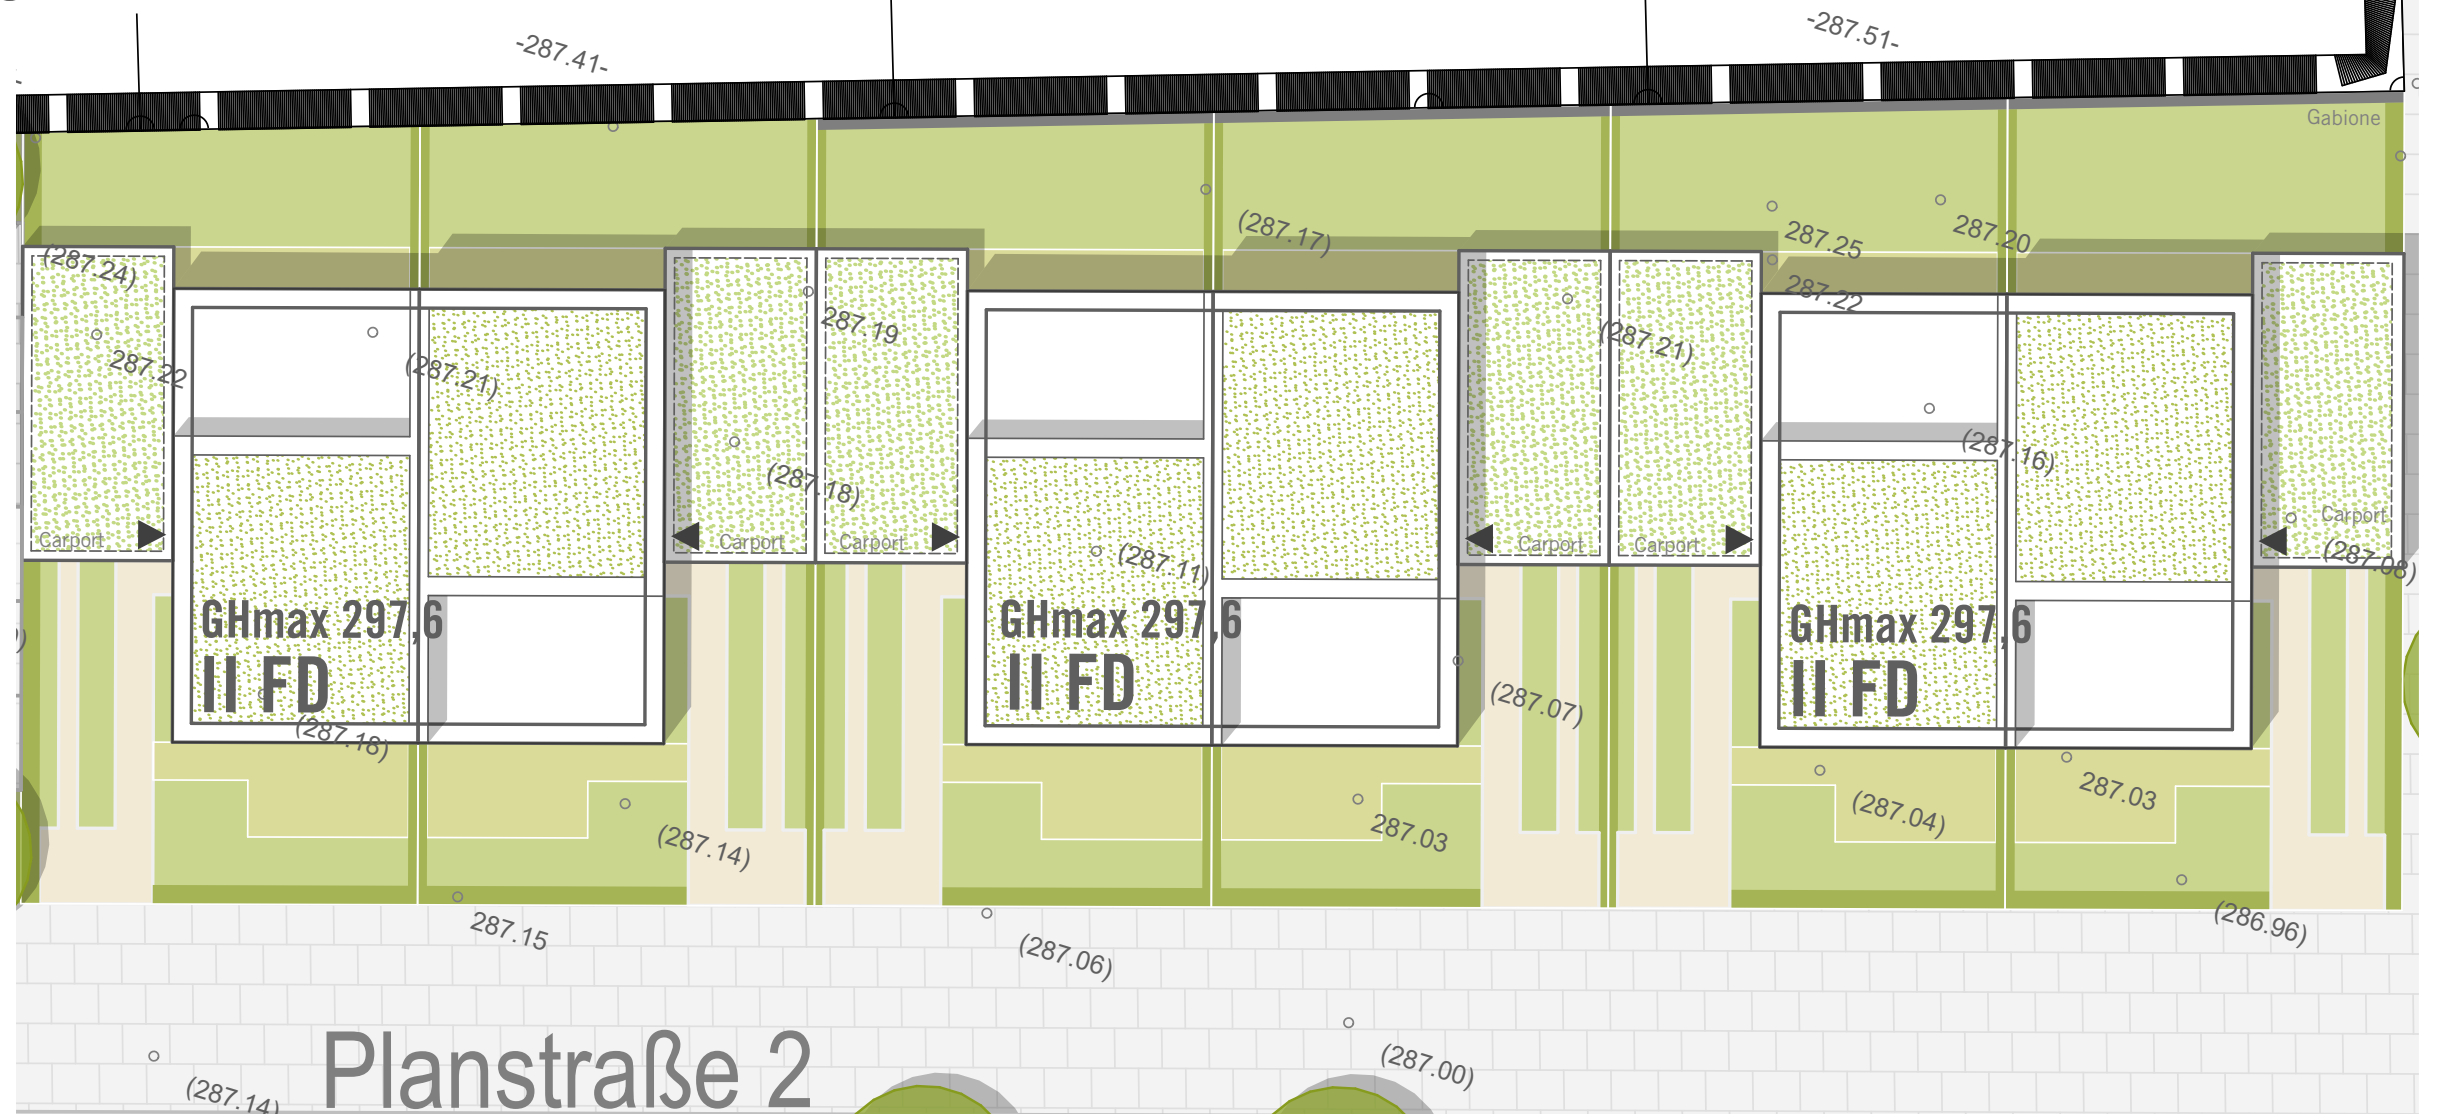 -287.41-
-287.51-
Gabione
(287.17)
287.25
287.20
(287.24)
287.22
287.19
(287.21)
287.22
(287.21)
(287.18)
(287.16)
Carport
Carport
Carport
Carport
Carport
Carport
(287.11)
(287.08)
GHmax 297,6
II FD
GHmax 297,6
II FD
GHmax 297,6
II FD
(287.18)
(287.07)
(287.14)
287.03
(287.04)
287.03
287.15
(287.06)
(286.96)
Planstraße 2
(287.14)
(287.00)